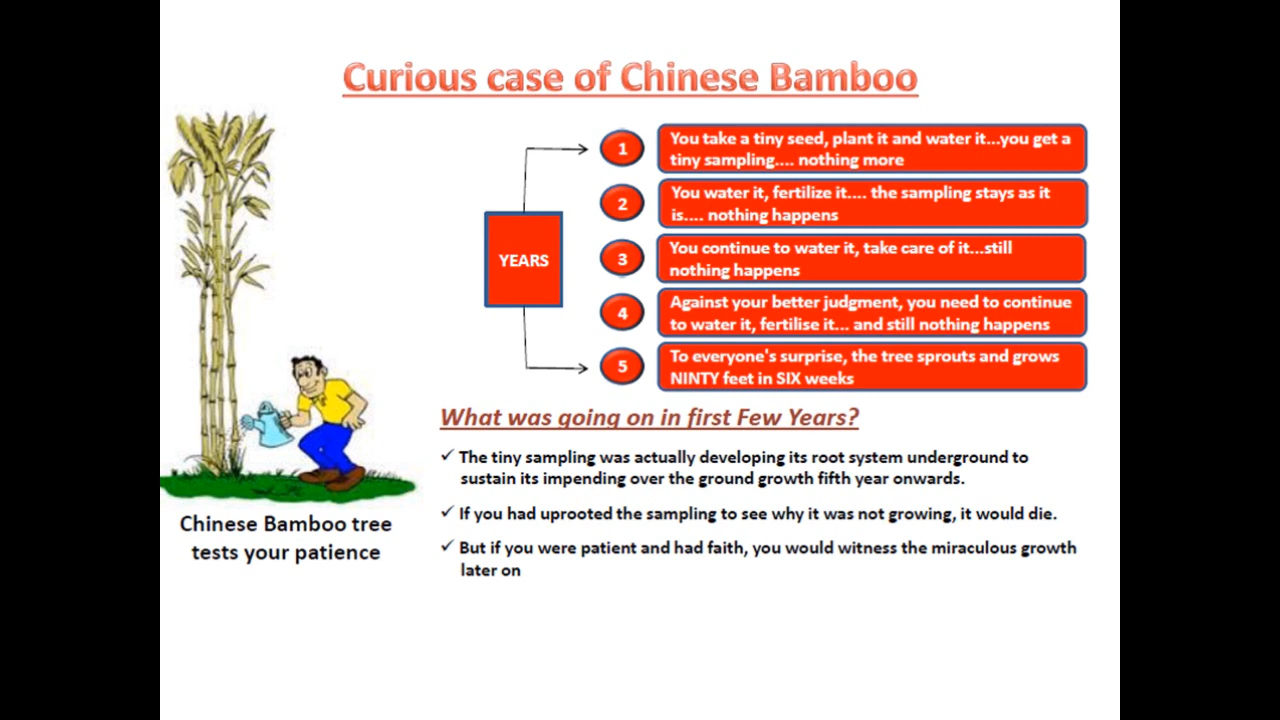 Curious case of Chinese Bamboo
YEARS
1
You take a tiny seed, plant it and water it...you get a
tiny sampling.... nothing more
2
You water it, fertilize it.... the sampling stays as it
is.... nothing happens
3
You continue to water it, take care of it...still
nothing happens
4
Against your better judgment, you need to continue
to water it, fertilise it... and still nothing happens
5
To everyone's surprise, the tree sprouts and grows
NINTY feet in SIX weeks
Chinese Bamboo tree
tests your patience
What was going on in first Few Years?
✓ The tiny sampling was actually developing its root system underground to
sustain its impending over the ground growth fifth year onwards.
✓ If you had uprooted the sampling to see why it was not growing, it would die.
✓ But if you were patient and had faith, you would witness the miraculous growth
later on